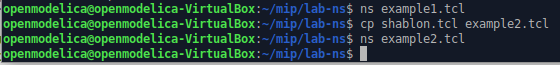 openmodelica@openmodelica-VirtualBox:~/mip/lab-ns$ ns example1.tcl
openmodelica@openmodelica-VirtualBox:~/mip/lab-ns$ cp shablon.tcl example2.tcl
openmodelica@openmodelica-VirtualBox:~/mip/lab-ns$ ns example2.tcl
openmodelica@openmodelica-VirtualBox:~/mip/lab-ns$